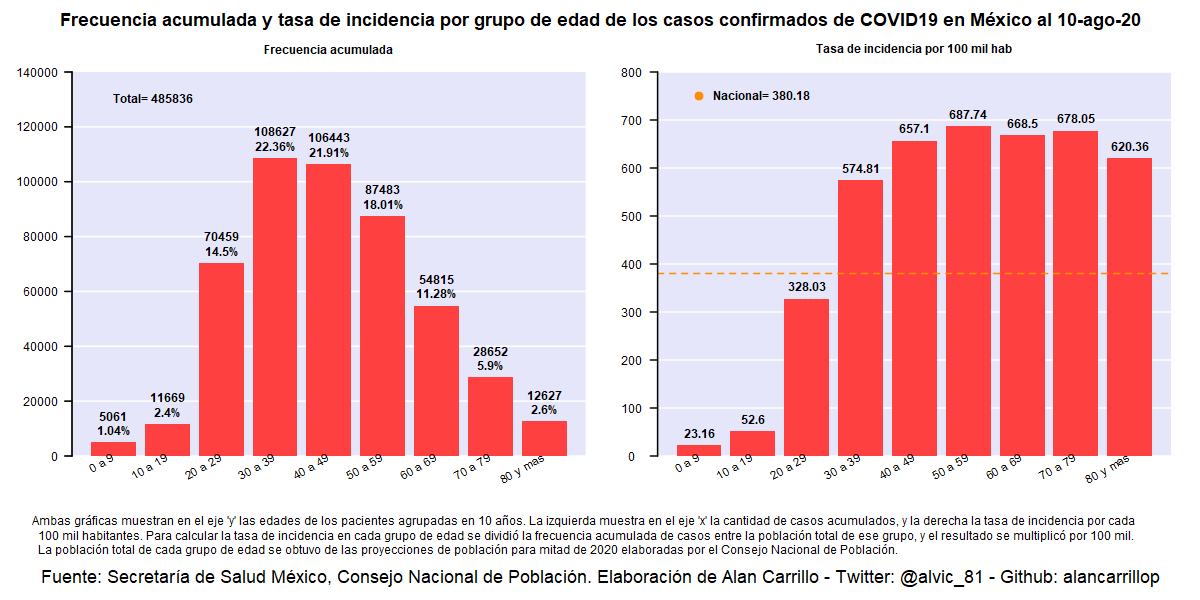 Frecuencia acumulada y tasa de incidencia por grupo de edad de los casos confirmados de COVID19 en México al 10-ago-20
Frecuencia acumulada
140000
120000
100000
80000
60000
40000
20000
0
Total= 485836
5061
1.04%
11669
2.4%
70459
14.5%
108627
22.36%
106443
21.91%
87483
18.01%
54815
11.28%
28652
5.9%
12627
2.6%
0 a 9
10 a 19
20 a 29
30 a 39
40 a 49
50 a 59
60 a 69
70 a 79
80 y mas
Tasa de incidencia por 100 mil hab
800
700
600
500
400
300
200
100
0
Nacional= 380.18
23.16
52.6
328.03
574.81
657.1
687.74
668.5
678.05
620.36
0 a 9
10 a 19
20 a 29
30 a 39
40 a 49
50 a 59
60 a 69
70 a 79
80 y mas
Ambas gráficas muestran en el eje 'y' las edades de los pacientes agrupadas en 10 años. La izquierda muestra en el eje 'x' la cantidad de casos acumulados, y la derecha la tasa de incidencia por cada
100 mil habitantes. Para calcular la tasa de incidencia en cada grupo de edad se dividió la frecuencia acumulada de casos entre la población total de ese grupo, y el resultado se multiplicó por 100 mil.
La población total de cada grupo de edad se obtuvo de las proyecciones de población para mitad de 2020 elaboradas por el Consejo Nacional de Población.
Fuente: Secretaría de Salud México, Consejo Nacional de Población. Elaboración de Alan Carrillo - Twitter: @alvic_81 - Github: alancarrillop